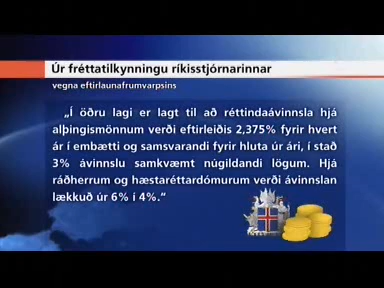 Úr fréttatilkynningu ríkisstjórnarinnar
vegna eftirlaunafrumvarpsins
„Í öðru lagi er lagt til að réttindaávinnsla hjá
alþingismönnum verði eftirleiðis 2,375% fyrir hvert
ár í embætti og samsvarandi fyrir hluta úr ári, í stað
3% ávinnslu samkvæmt núgildandi lögum. Hjá
ráðherrum og hæstaréttardómurum verði ávinnslan
lækkuð úr 6% í 4%.“